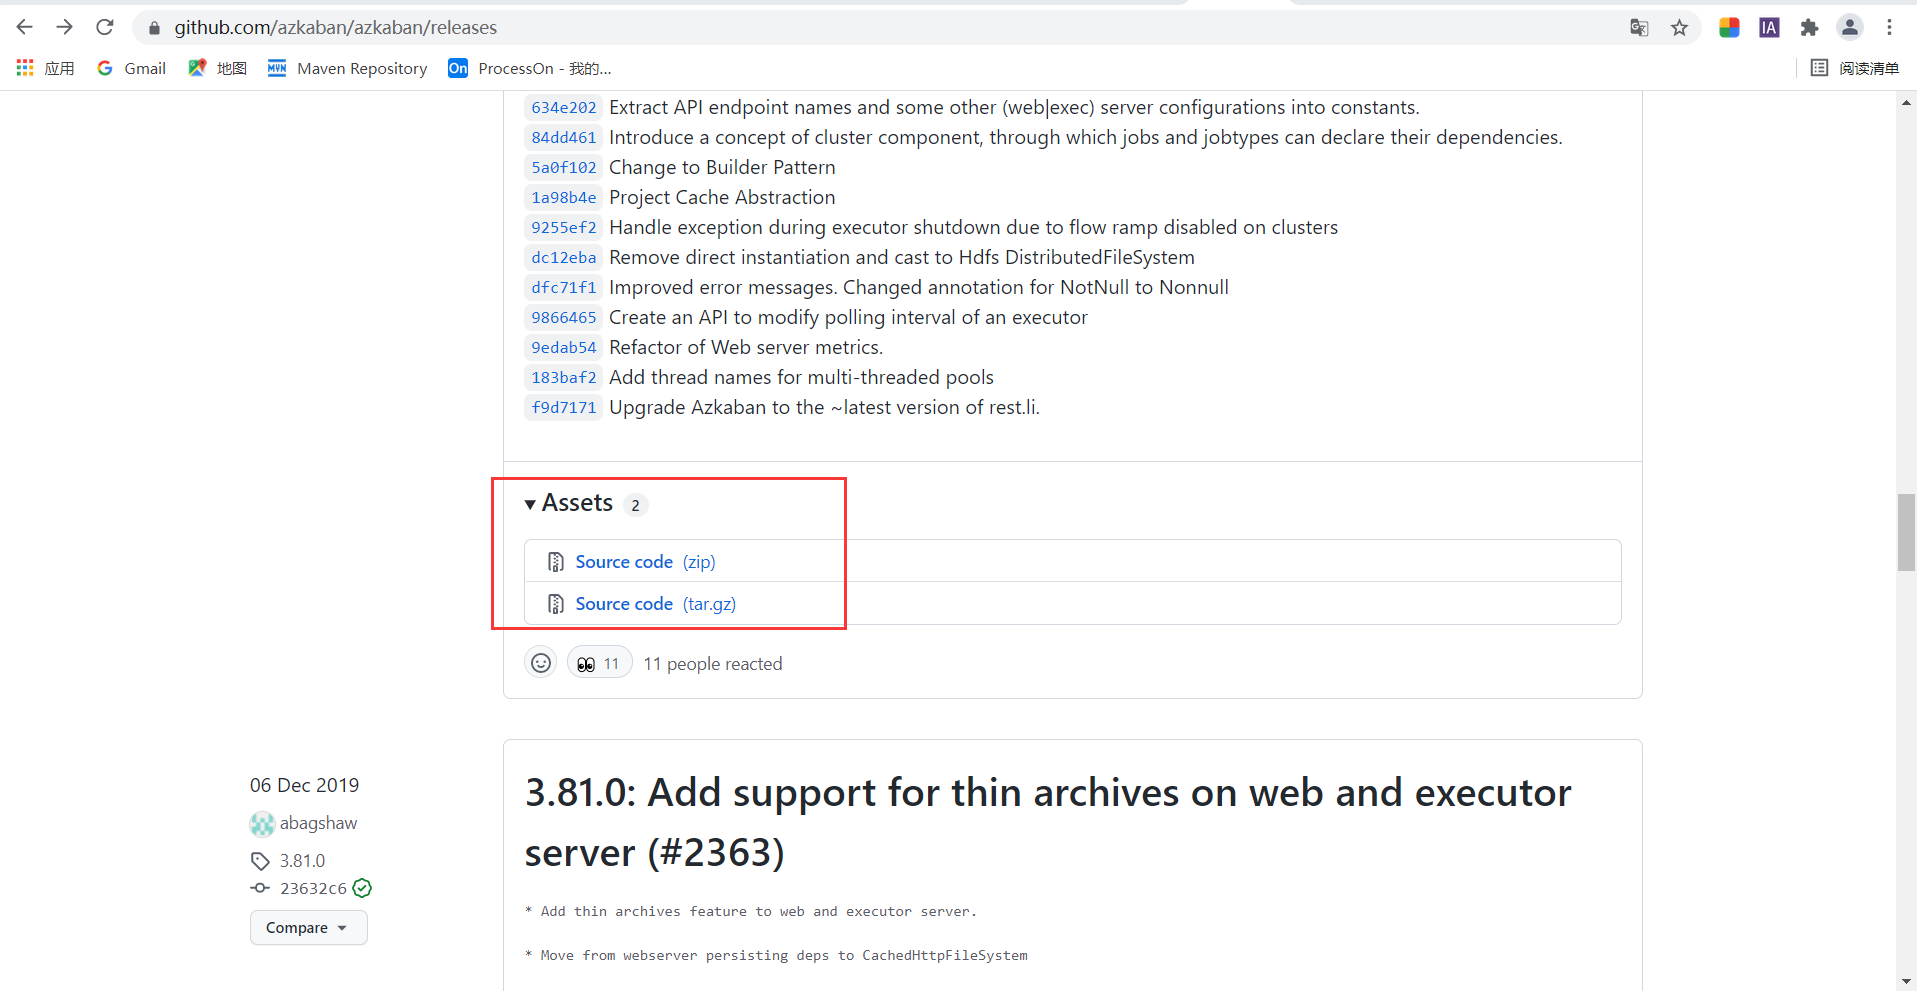 github.com/azkaban/azkaban/releases
IA
应用
Gmail
地图
Maven Repository
On
ProcessOn - 我的...
阅读清单
634e202 Extract API endpoint names and some other (web|exec) server configurations into constants.
84dd461 Introduce a concept of cluster component, through which jobs and jobtypes can declare their dependencies.
5a0f102 Change to Builder Pattern
1a98b4e Project Cache Abstraction
9255ef2 Handle exception during executor shutdown due to flow ramp disabled on clusters
dc12eba Remove direct instantiation and cast to Hdfs DistributedFileSystem
dfc71f1 Improved error messages. Changed annotation for NotNull to Nonnull
9866465 Create an API to modify polling interval of an executor
9edab54 Refactor of Web server metrics.
183baf2 Add thread names for multi-threaded pools
f9d7171 Upgrade Azkaban to the ~latest version of rest.li.
Assets 2
Source code (zip)
Source code (tar.gz)
11
11 people reacted
06 Dec 2019
abagshaw
3.81.0
23632c6
Compare
3.81.0: Add support for thin archives on web and executor
server (#2363)
* Add thin archives feature to web and executor server.
* Move from webserver persisting deps to CachedHttpFileSystem